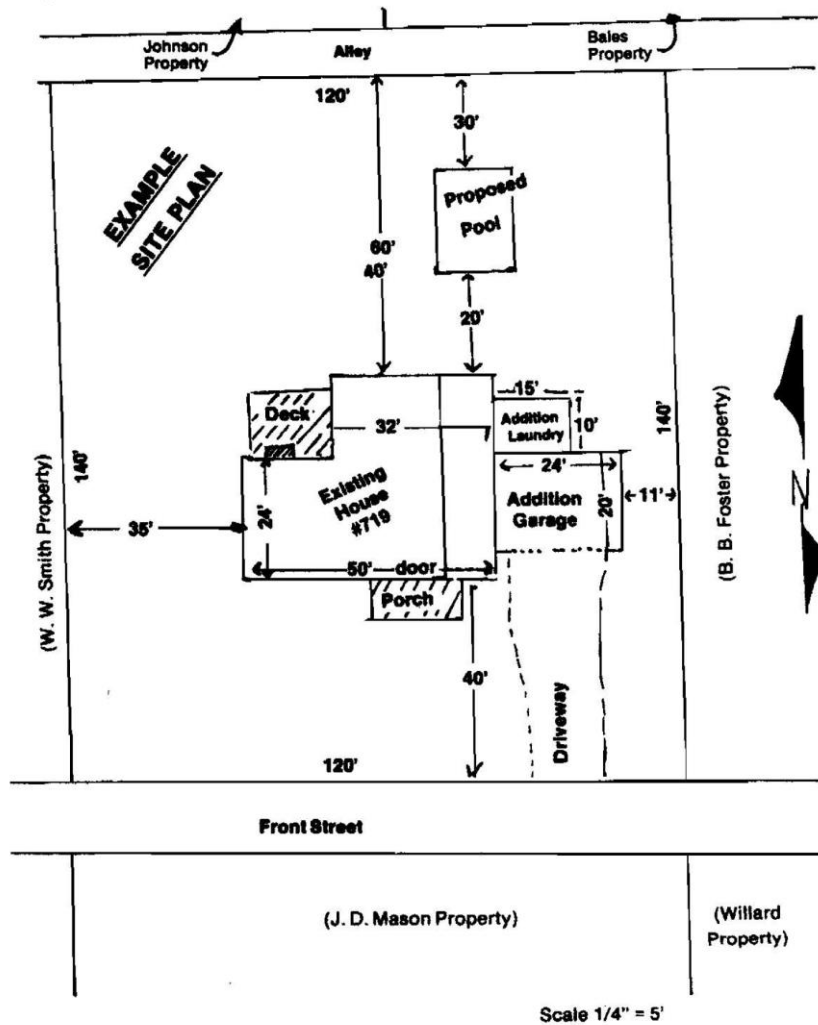 Johnson
Property
Alley
Bales
Property
120'
30'
EXAMPLE
SITE PLAN
Proposed
Pool
60'
40'
20'
15'
Deck
32'
Addition
Laundry
10'
140'
140'
24'
(W. W. Smith Property)
35'
24'
Existing
House
#719
Addition
Garage
20'
11'
(B. B. Foster Property)
N
50'
door
Porch
40'
Driveway
120'
Front Street
(J. D. Mason Property)
(Willard
Property)
Scale 1/4" = 5'